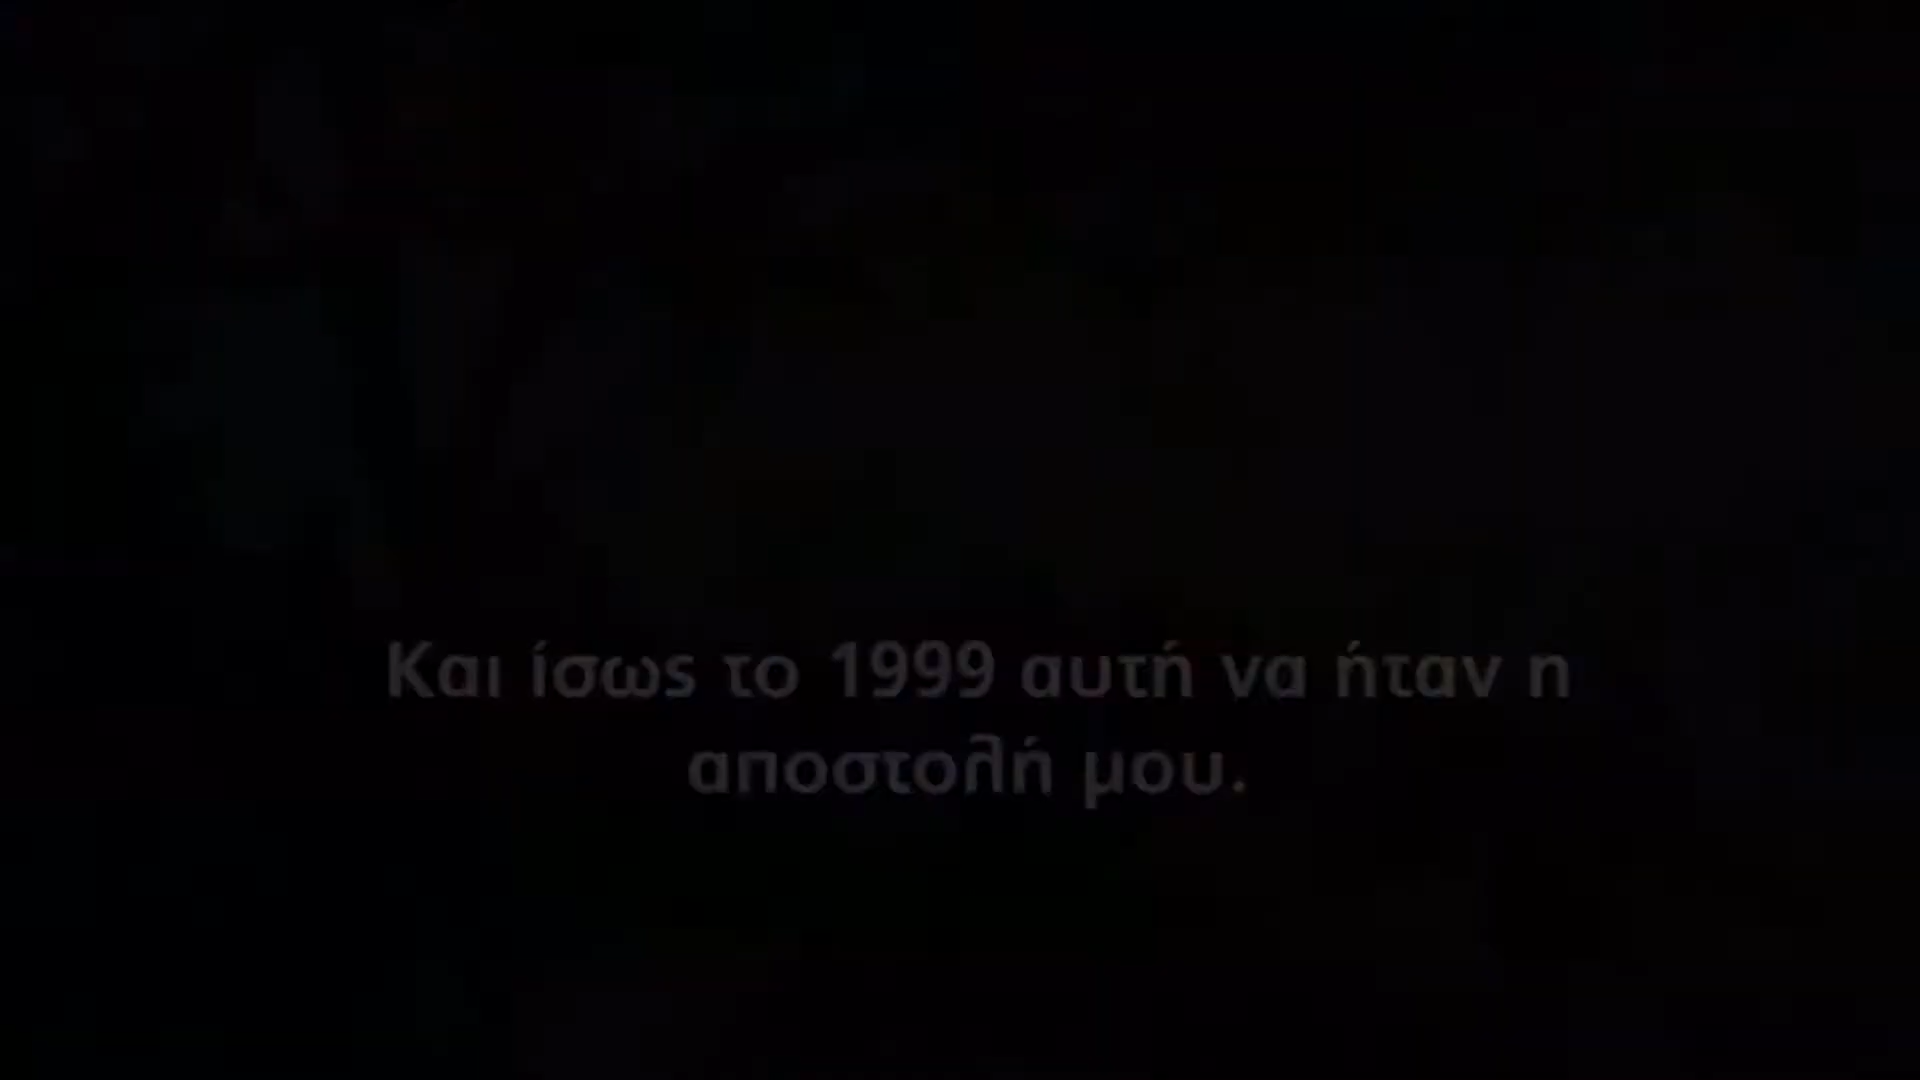 Και ίσως το 1999 αυτή να ήταν η
αποστολή μου.